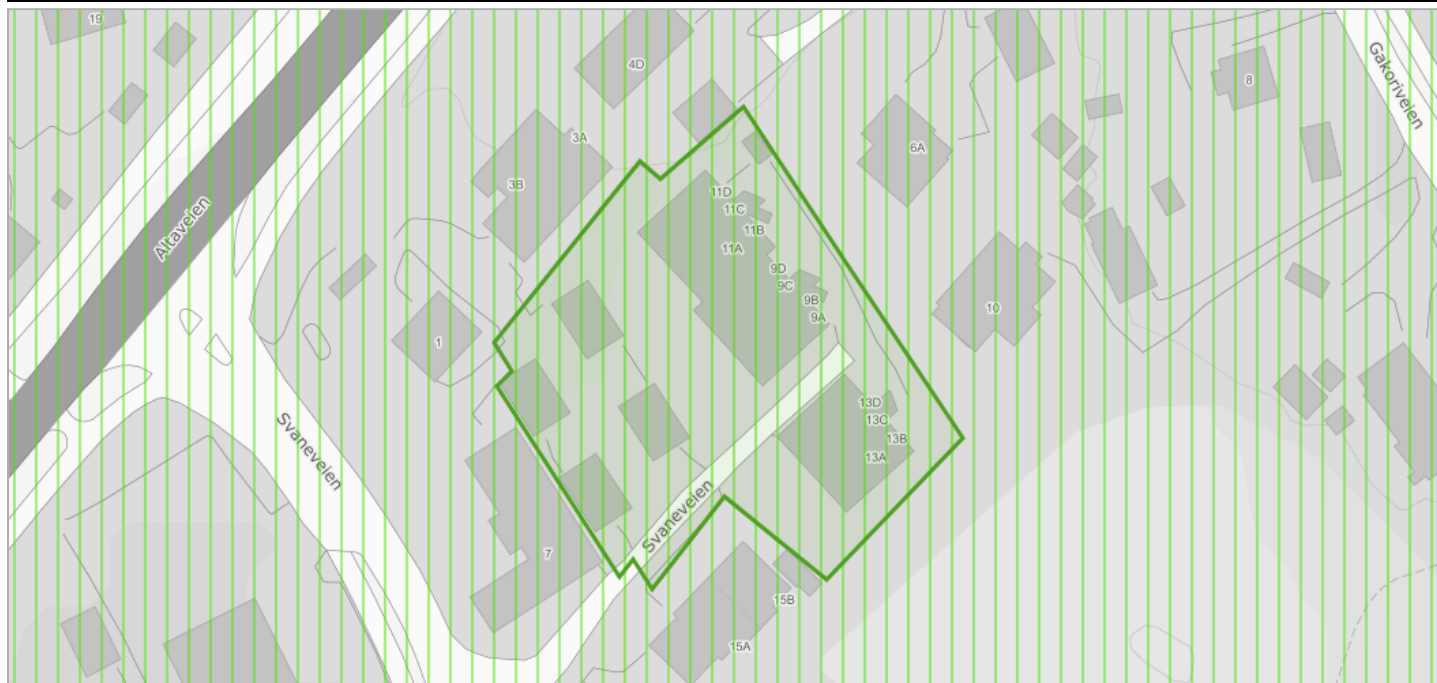 19
4D
Gakoriveien
8
3A
6A
3B
11D
11C
Altaveien
11B
11A
9D
9C
9B
10
9A
1
13D
Svaneveien
13C
13B
13A
Svaneveien
7
15B
15A